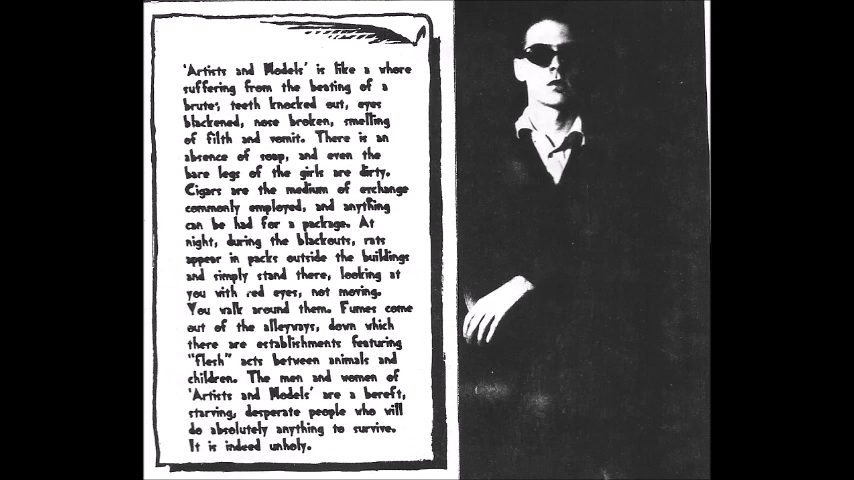 'Artists and Models' is like a whore
suffering from the beating of a
brute; teeth knocked out, eyes
blackened, nose broken, smelling
of filth and vomit. There is an
absence of soap, and even the
bare legs of the girls are dirty.
Cigars are the medium of exchange
commonly employed, and anything
can be had for a package. At
night, during the blackouts, rats
appear in packs outside the buildings
and simply stand there, looking at
you with red eyes, not moving.
You walk around them. Fumes come
out of the alleyways, down which
there are establishments featuring
"flesh" acts between animals and
children. The men and women of
'Artists and Models' are a bereft,
starving, desperate people who will
do absolutely anything to survive.
It is indeed unholy.